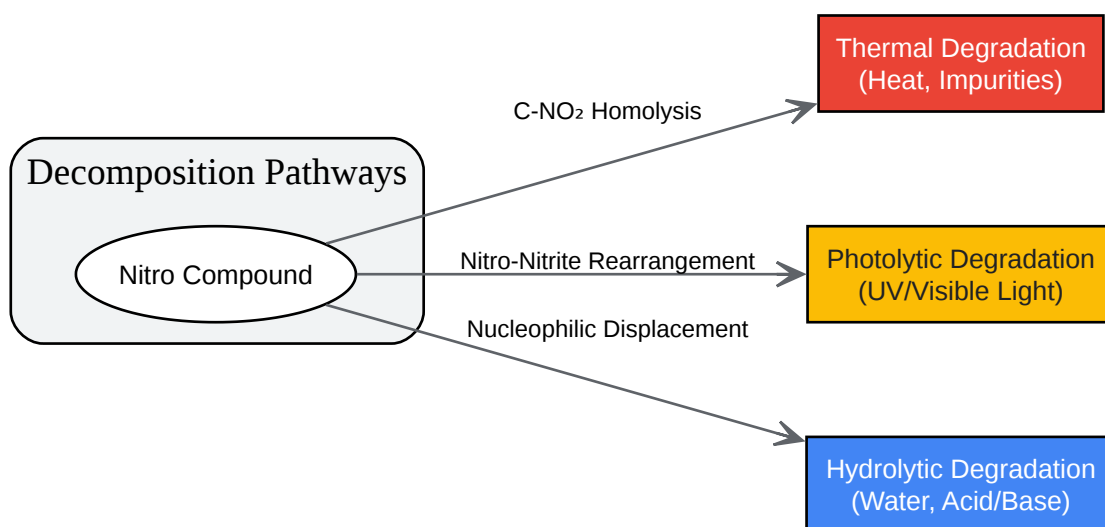 Thermal Degradation
(Heat, Impurities)
C-NO₂ Homolysis
Decomposition Pathways
Nitro Compound
Nitro-Nitrite Rearrangement
Photolytic Degradation
(UV/Visible Light)
Nucleophilic Displacement
Hydrolytic Degradation
(Water, Acid/Base)